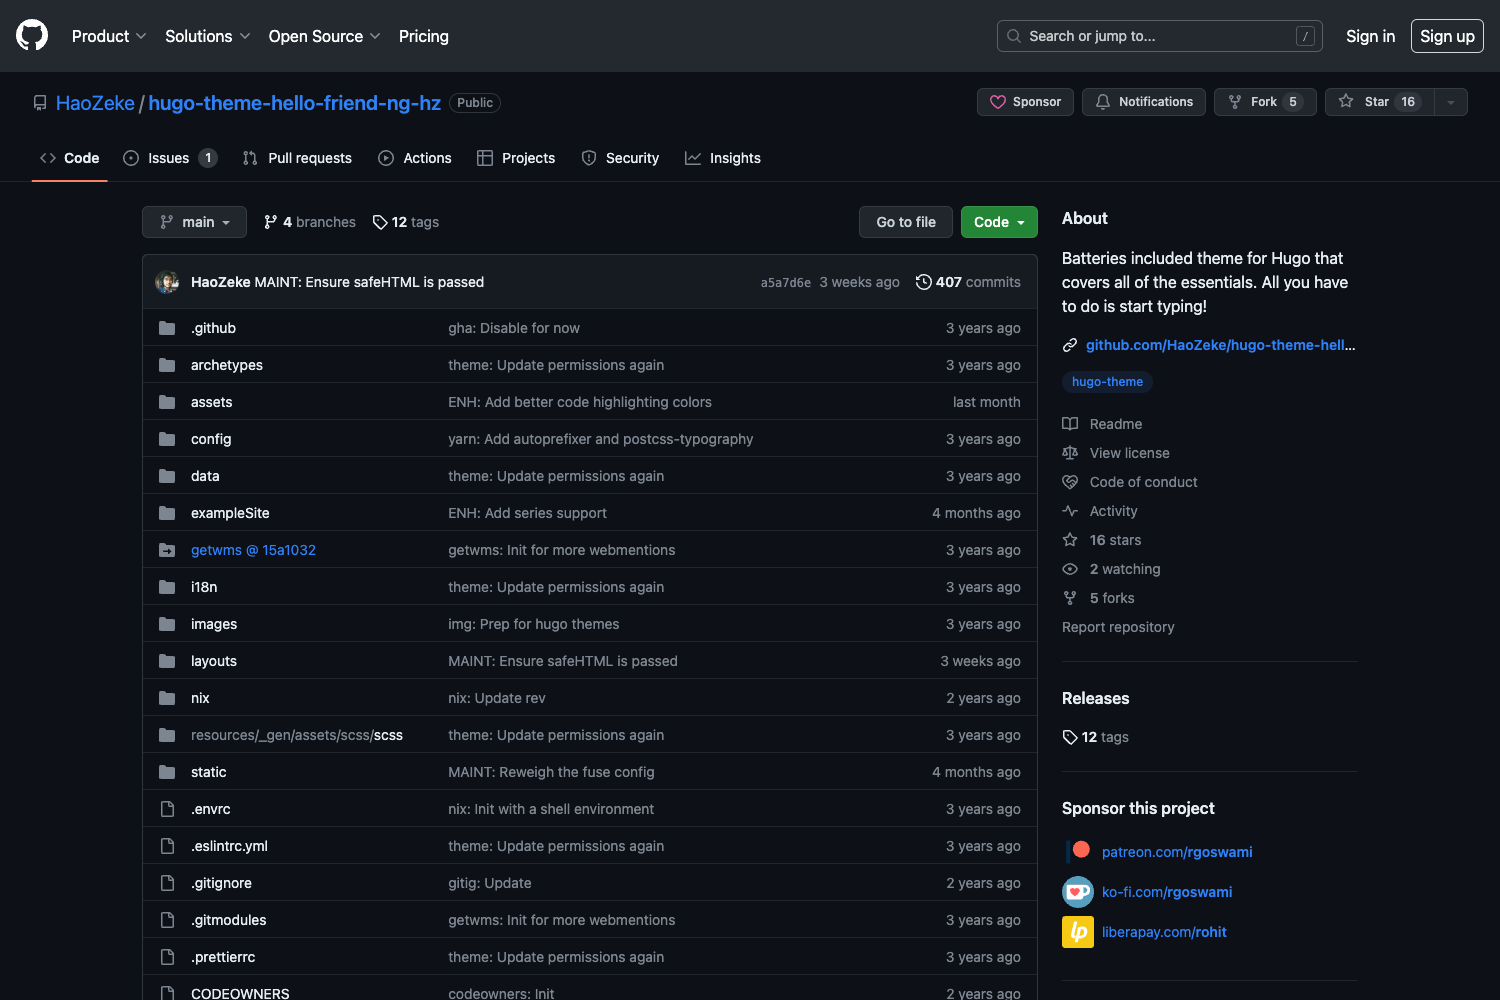 Product
Solutions
Open Source
Pricing
Search or jump to...
/
Sign in
Sign up
HaoZeke / hugo-theme-hello-friend-ng-hz Public
Sponsor
Notifications
Fork 5
Star 16
Code
Issues 1
Pull requests
Actions
Projects
Security
Insights
main
4 branches
12 tags
Go to file
Code
HaoZeke MAINT: Ensure safeHTML is passed a5a7d6e 3 weeks ago 407 commits
.github gha: Disable for now 3 years ago
archetypes theme: Update permissions again 3 years ago
assets ENH: Add better code highlighting colors last month
config yarn: Add autoprefixer and postcss-typography 3 years ago
data theme: Update permissions again 3 years ago
exampleSite ENH: Add series support 4 months ago
getwms @ 15a1032 getwms: Init for more webmentions 3 years ago
i18n theme: Update permissions again 3 years ago
images img: Prep for hugo themes 3 years ago
layouts MAINT: Ensure safeHTML is passed 3 weeks ago
nix nix: Update rev 2 years ago
resources/_gen/assets/scss/scss theme: Update permissions again 3 years ago
static MAINT: Reweigh the fuse config 4 months ago
.envrc nix: Init with a shell environment 3 years ago
.eslintrc.yml theme: Update permissions again 3 years ago
.gitignore gitig: Update 2 years ago
.gitmodules getwms: Init for more webmentions 3 years ago
.prettierrc theme: Update permissions again 3 years ago
CODEOWNERS codeowners: Init 2 years ago
About
Batteries included theme for Hugo that
covers all of the essentials. All you have
to do is start typing!
github.com/HaoZeke/hugo-theme-hell...
hugo-theme
Readme
View license
Code of conduct
Activity
16 stars
2 watching
5 forks
Report repository
Releases
12 tags
Sponsor this project
patreon.com/rgoswami
ko-fi.com/rgoswami
lp
liberapay.com/rohit